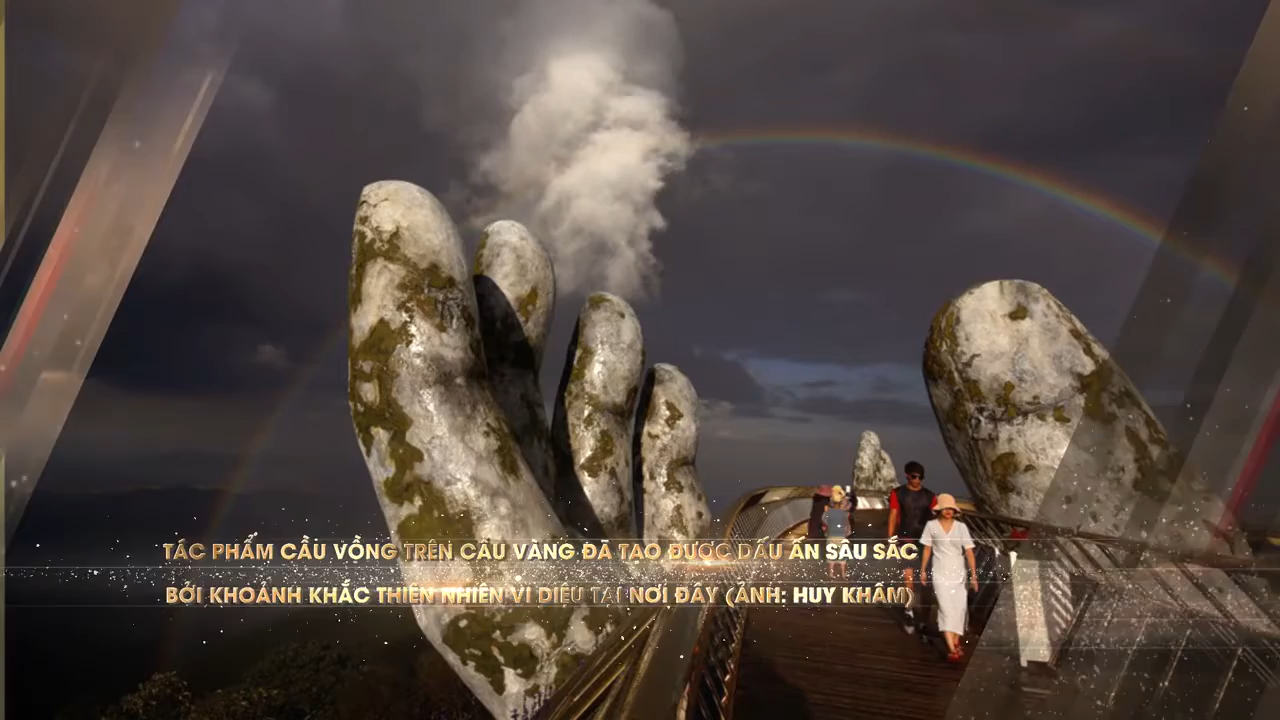 TÁC PHẨM CẦU VỒNG TRÊN CẦU VÀNG ĐÃ TẠO ĐƯỢC DẤU ẤN SÂU SẮC
BỞI KHOẢNH KHẮC THIÊN NHIÊN VI DIỆU TẠI NƠI ĐÂY (ẢNH: HUY KHÂM)